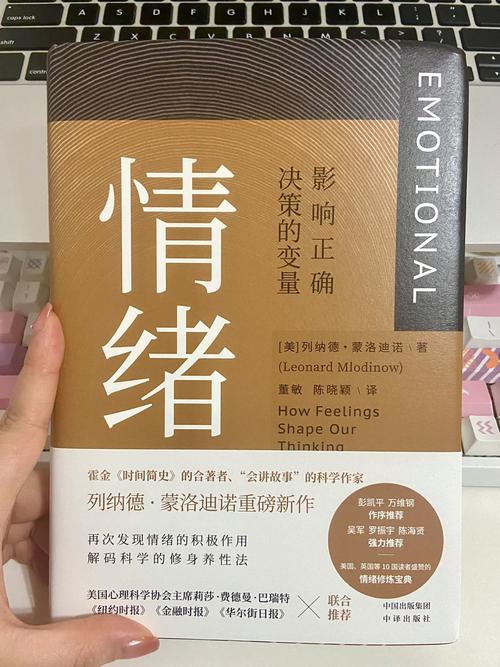 EMOTIONAL
情绪
影响正确
决策的变量
[美]列纳德·蒙洛迪诺\著
(Leonard Mlodinow)
董敏 陈晓颖\译
How Feelings
Shape Our
Thinking
霍金《时间简史》的合著者、“会讲故事”的科学作家
列纳德·蒙洛迪诺重磅新作
再次发现情绪的积极作用
解码科学的修身养性法
美国心理科学协会主席莉莎·费德曼·巴瑞特
《纽约时报》《金融时报》《华尔街日报》
×
联合
推荐
彭凯平 万维钢
作序推荐
吴军 罗振宇 陈海贤
强力推荐
美国、英国等 10 国读者盛赞的
情绪修炼宝典
中国出版集团
中译出版社
caps lock
shift
A
S
D
F
G
H
J
K
L